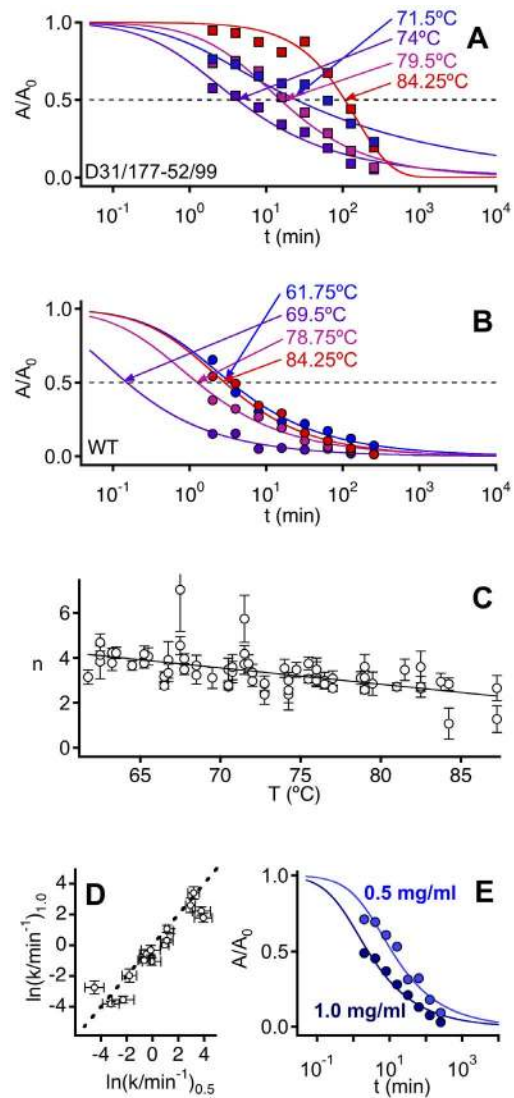 1.0
0.5
0.0
A/A0
A
71.5ºC
74ºC
79.5ºC
84.25ºC
D31/177-52/99
10-1 100 101 102 103 104
t (min)
1.0
0.5
0.0
A/A0
B
61.75ºC
69.5ºC
78.75ºC
84.25ºC
WT
10-1 100 101 102 103 104
t (min)
C
6
4
2
0
n
65 70 75 80 85
T (ºC)
D
4
2
0
-2
-4
ln(k/min-1)1.0
-4 -2 0 2 4
ln(k/min-1)0.5
E
1.0
0.5
0.0
A/A0
0.5 mg/ml
1.0 mg/ml
10-1 101 103
t (min)